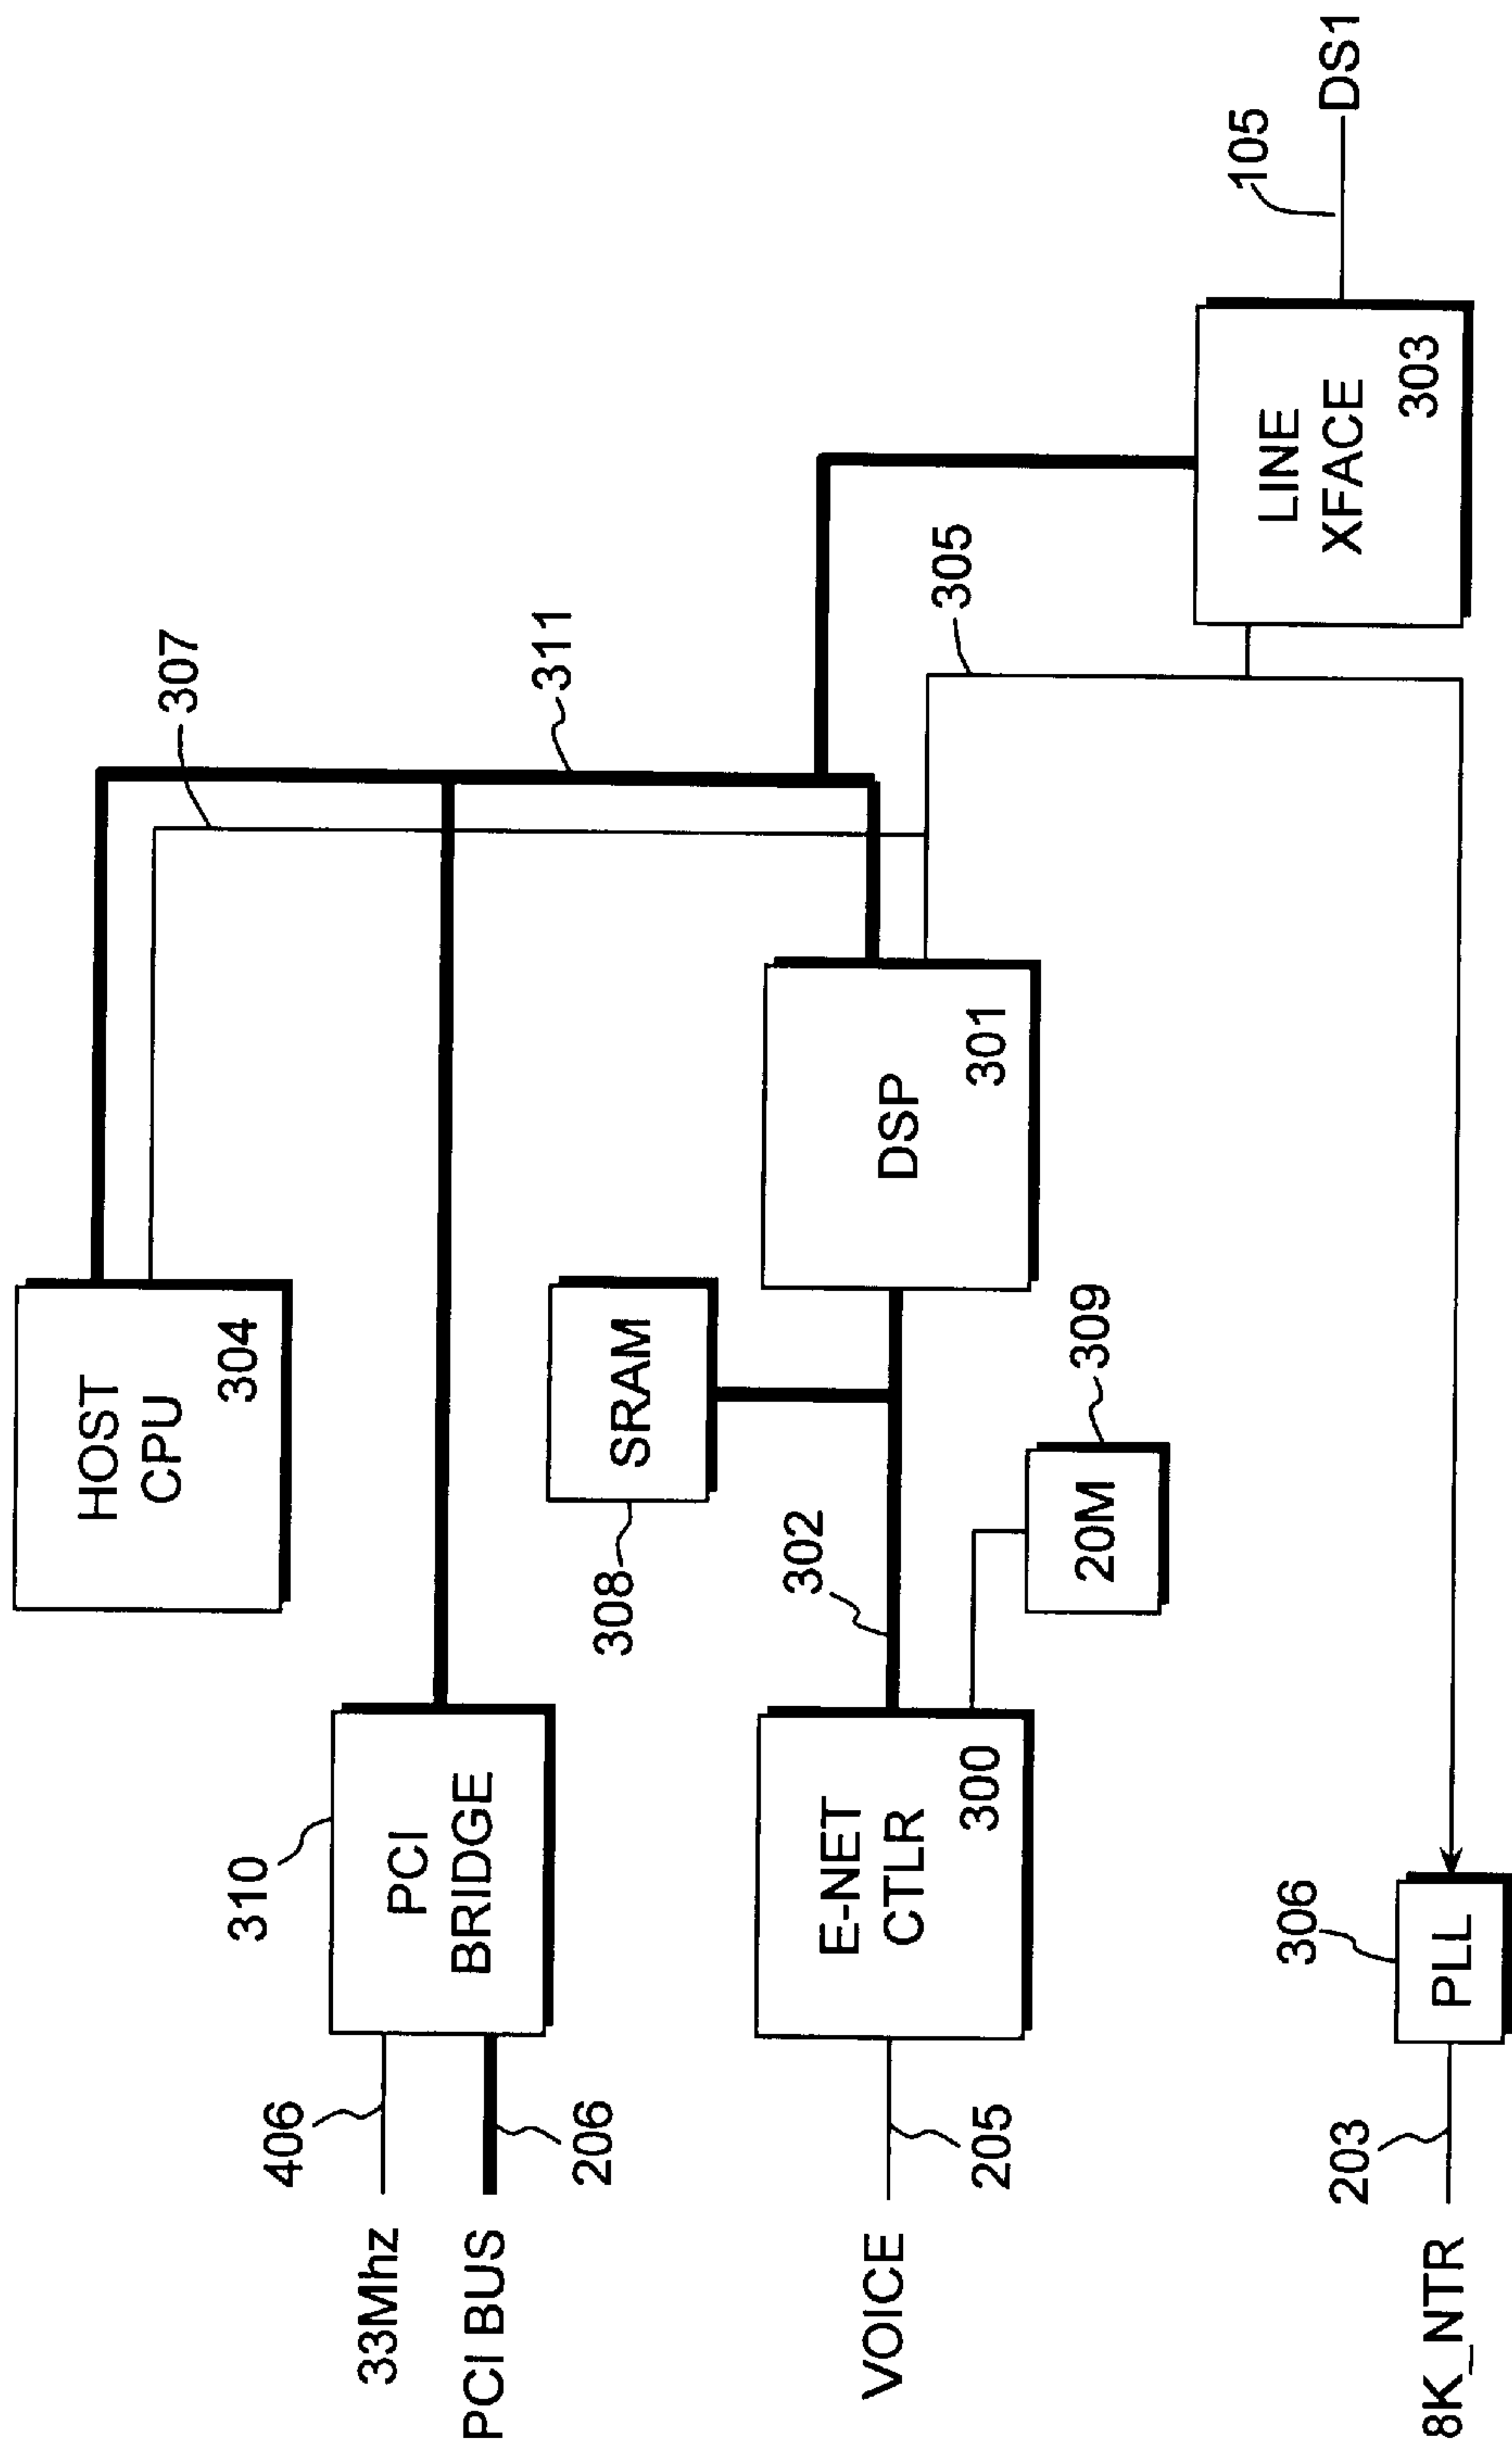 HOST
CPU
304
307
310
PCI
BRIDGE
406
33Mhz
PCI BUS
206
SRAM
308
311
DSP
301
302
E-NET
CTLR
300
20M
309
VOICE
205
305
LINE
XFACE
303
105
DS1
306
PLL
203
8K_NTR